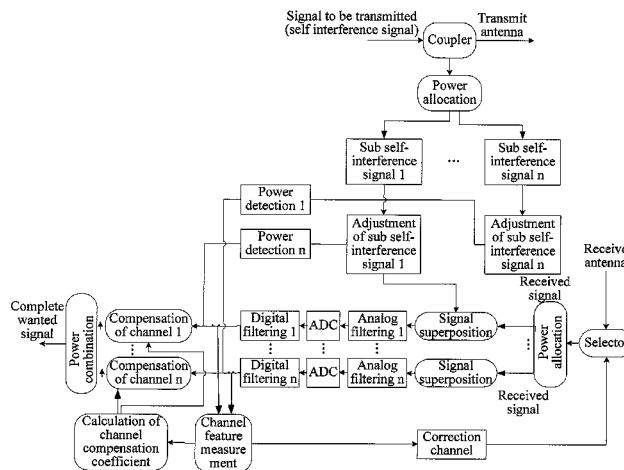 Signal to be transmitted
(self interference signal)
Transmit
antenna
Coupler
Power
allocation
Sub self-
interference
signal 1
...
Sub self-
interference
signal n
Power
detection 1
Power
detection n
Adjustment
of sub self-
interference
signal 1
Adjustment
of sub self-
interference
signal n
Receive
antenna
Received
signal
Complete
wanted
signal
Power
combination
Compensation
of channel 1
Digital
filtering 1
ADC
Analog
filtering 1
Signal
superposition
Power
allocation
Selector
Compensation
of channel n
Digital
filtering n
ADC
Analog
filtering n
Signal
superposition
Received
signal
Calculation of
channel
compensation
coefficient
Channel
feature
measure
ment
Correction
channel